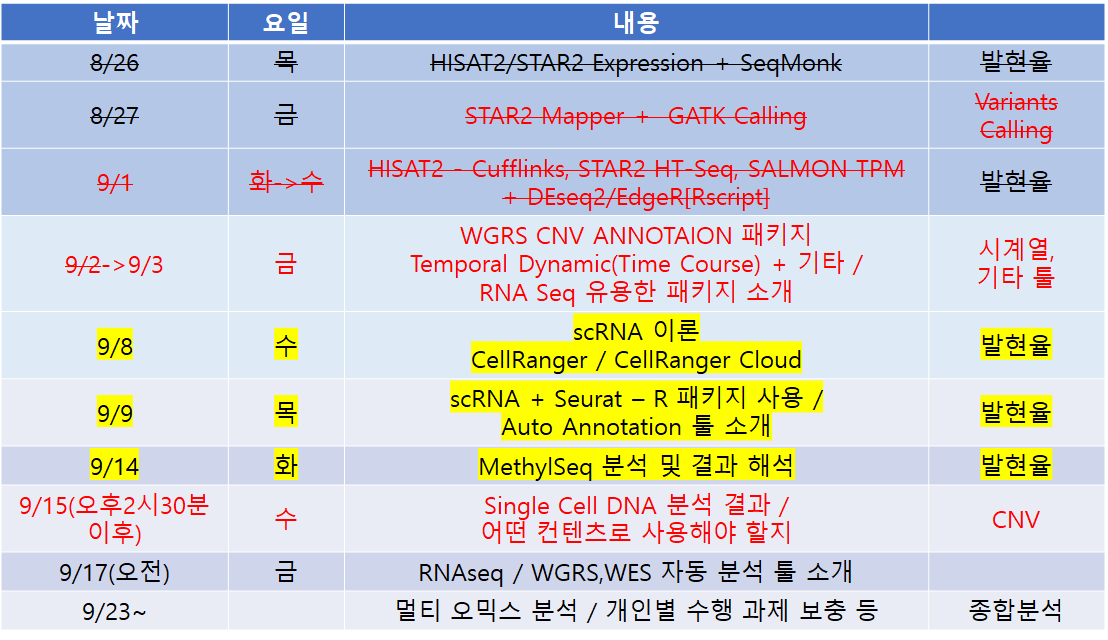 날짜 요일 내용
8/26 목 HISAT2/STAR2 Expression + SeqMonk 발현율
8/27 금 STAR2 Mapper + GATK Calling Variants
Calling
9/1 화->수 HISAT2 - Cufflinks, STAR2 HT-Seq, SALMON TPM
+ DEseq2/EdgeR[Rscript] 발현율
9/2->9/3 금 WGRS CNV ANNOTAION 패키지
Temporal Dynamic(Time Course) + 기타 /
RNA Seq 유용한 패키지 소개 시계열,
기타 툴
9/8 수 scRNA 이론
CellRanger / CellRanger Cloud 발현율
9/9 목 scRNA + Seurat – R 패키지 사용 /
Auto Annotation 툴 소개 발현율
9/14 화 MethylSeq 분석 및 결과 해석 발현율
9/15(오후2시30분
이후) 수 Single Cell DNA 분석 결과 /
어떤 컨텐츠로 사용해야 할지 CNV
9/17(오전) 금 RNAseq / WGRS,WES 자동 분석 툴 소개
9/23~ 멀티 오믹스 분석 / 개인별 수행 과제 보충 등 종합분석